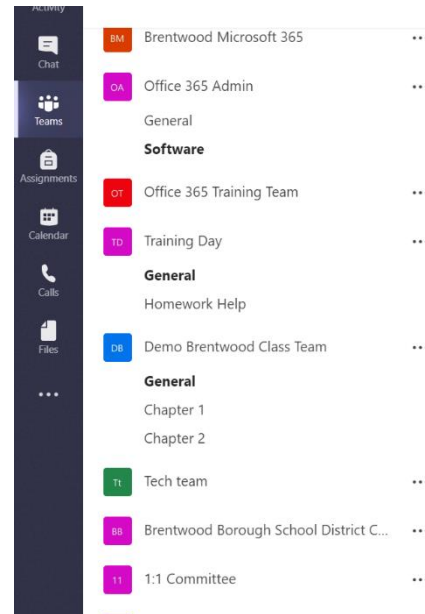 Activity
Chat
Teams
Assignments
Calendar
Calls
Files
BM Brentwood Microsoft 365
OA Office 365 Admin
General
Software
OT Office 365 Training Team
TD Training Day
General
Homework Help
DB Demo Brentwood Class Team
General
Chapter 1
Chapter 2
Tt Tech team
BB Brentwood Borough School District C...
11 1:1 Committee